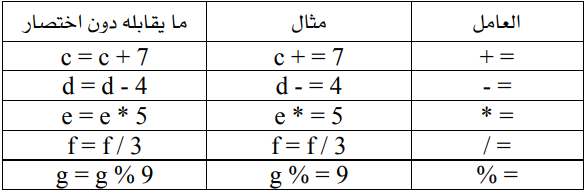 العامل مثال ما يقابله دون اختصار
+ = c + = 7 c = c + 7
- = d - = 4 d = d - 4
* = e * = 5 e = e * 5
/ = f = f / 3 f = f / 3
% = g % = 9 g = g % 9